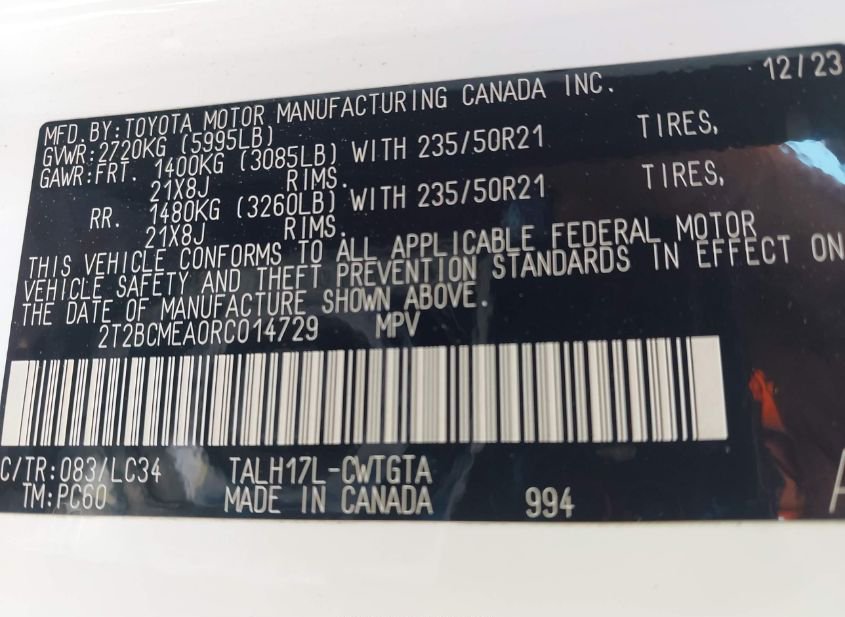 12/23
MFD. BY: TOYOTA MOTOR MANUFACTURING CANADA INC.
GVWR: 2720KG (5995LB)
GAWR: FRT. 1400KG (3085LB) WITH 235/50R21 TIRES,
21X8J RIMS.
RR. 1480KG (3260LB) WITH 235/50R21 TIRES,
21X8J RIMS.
THIS VEHICLE CONFORMS TO ALL APPLICABLE FEDERAL MOTOR
VEHICLE SAFETY AND THEFT PREVENTION STANDARDS IN EFFECT ON
THE DATE OF MANUFACTURE SHOWN ABOVE.
2T2BCMEA0RC014729 MPV
C/TR: 083/LC34 TALH17L-CWTGTA
TM: PC60 MADE IN CANADA 994